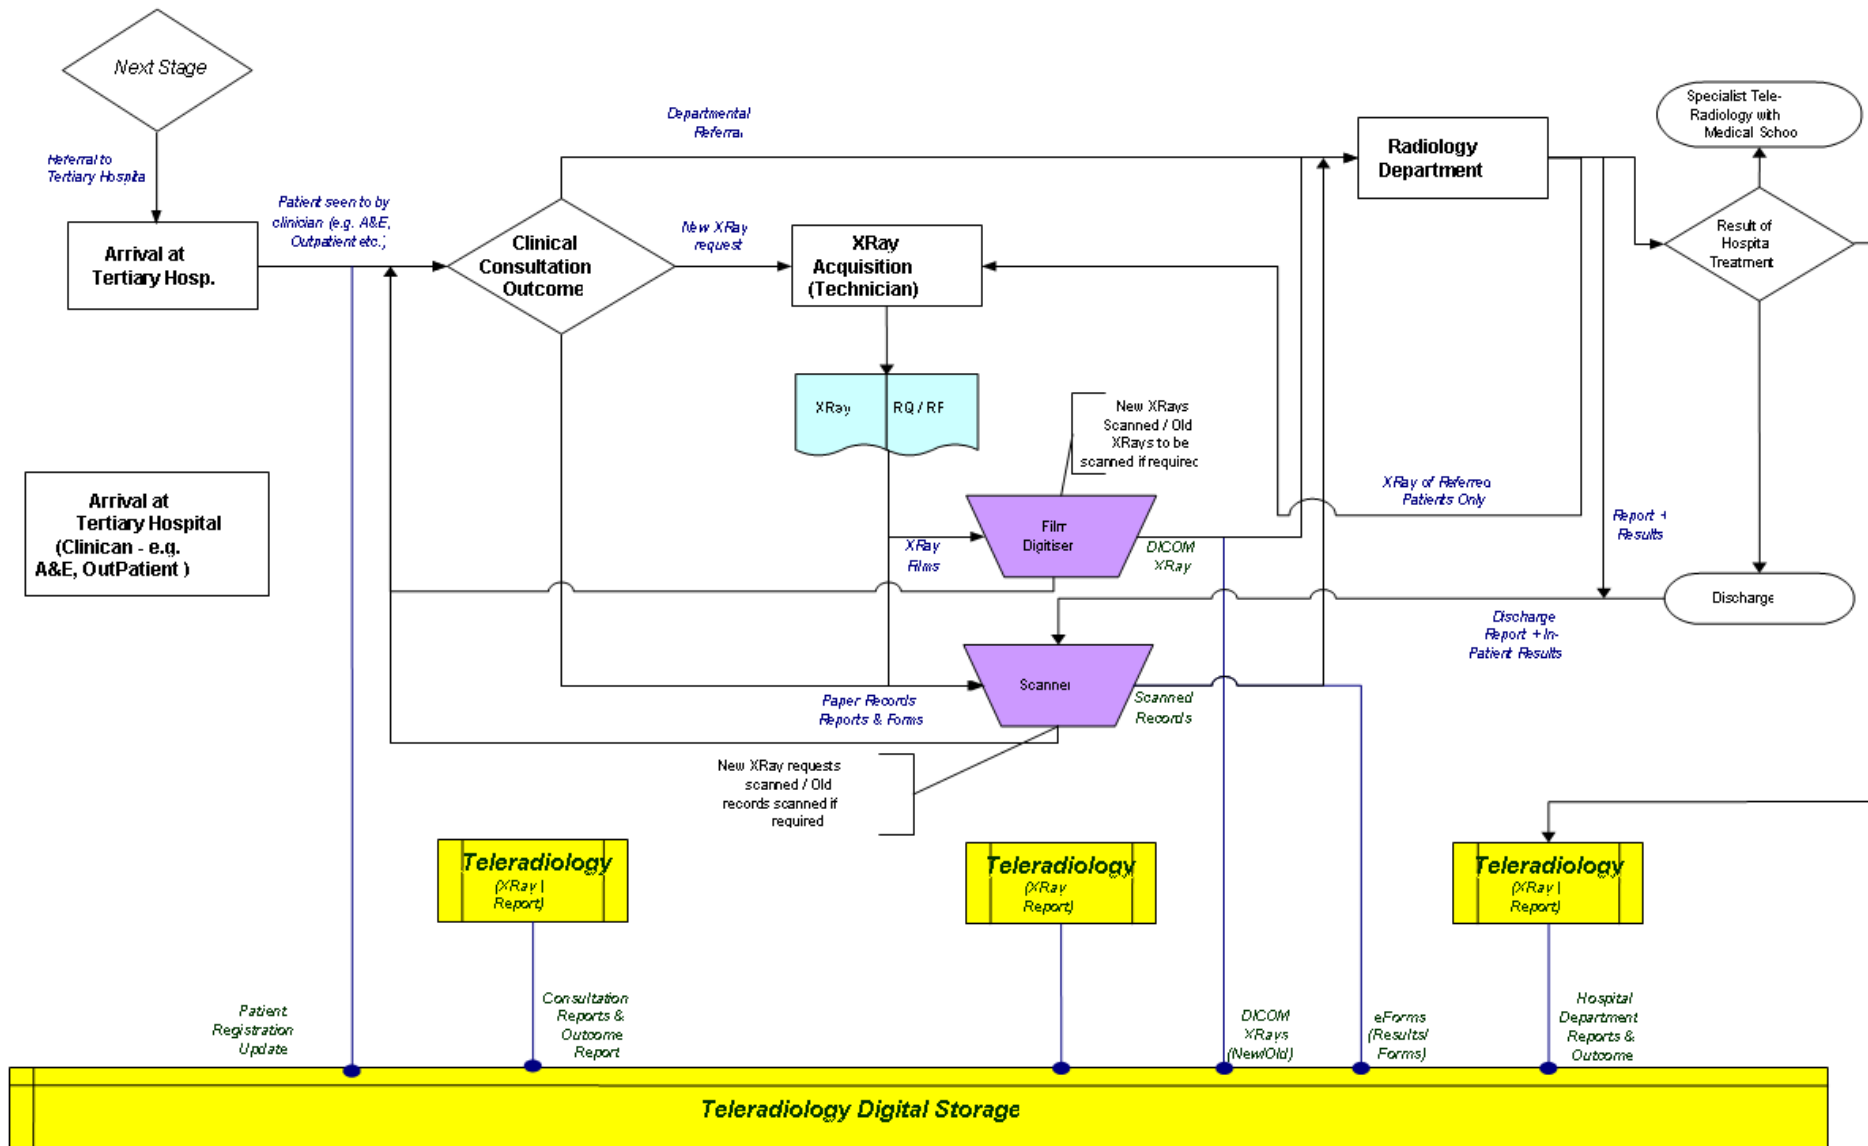 Next Stage
Referral to
Tertiary Hospita
Arrival at
Tertiary Hosp.
Patient seen to by
clinician (e.g. A&E,
Outpatient etc.)
Departmental
Referral
Clinical
Consultation
Outcome
New XRay
request
XRay
Acquisition
(Technician)
Radiology
Department
Specialist Tele-
Radiology with
Medical Schoo
Result of
Hospita
Treatment
XRay
RQ / RF
New XRays
Scanned / Old
XRays to be
scanned if required
Arrival at
Tertiary Hospital
(Clinican - e.g.
A&E, OutPatient )
Film
Digitiser
XRay
Films
DICOM
XRay
XRay of Referred
Patients Only
Report +
Results
Discharge
Discharge
Report + In-
Patient Results
Scanner
Paper Records
Reports & Forms
Scanned
Records
New XRay requests
scanned / Old
records scanned if
required
Teleradiology
(XRay |
Report)
Teleradiology
(XRay
Report)
Teleradiology
(XRay |
Report)
Patient
Registration
Update
Consultation
Reports &
Outcome
Report
DICOM
XRays
(New/Old)
eForms
(Results/
Forms)
Hospital
Department
Reports &
Outcome
Teleradiology Digital Storage